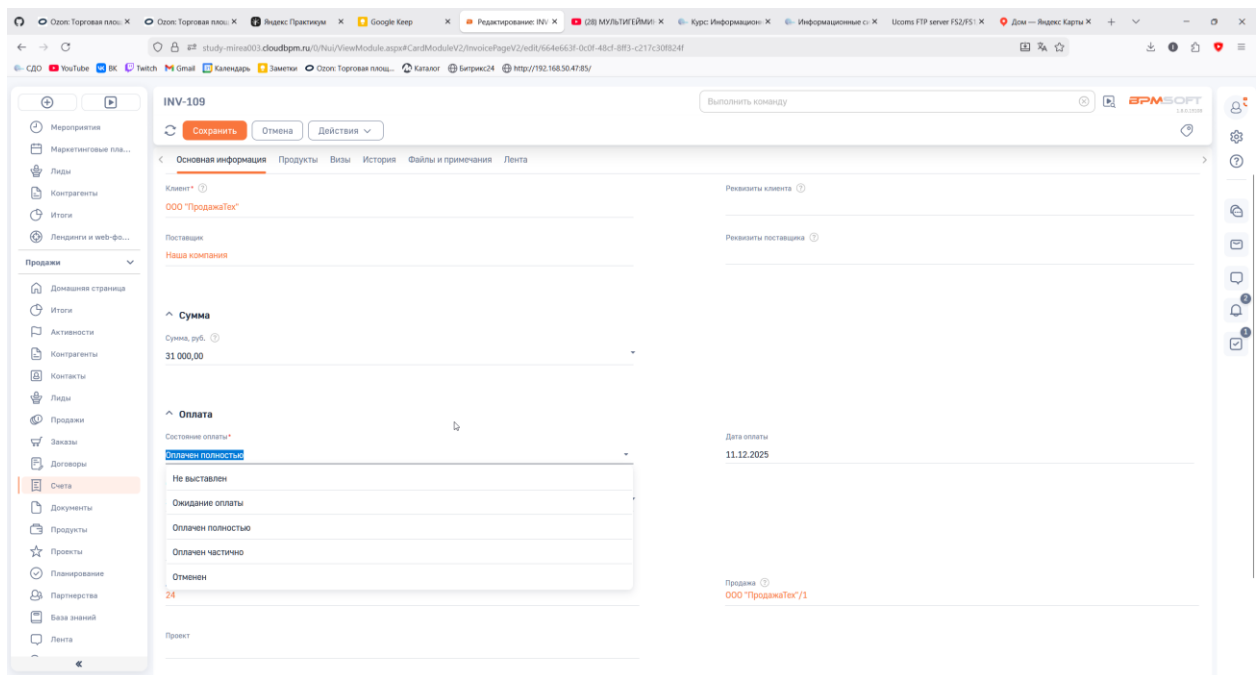 Ozon: Торговая площ
Ozon: Торговая площ
Яндекс Практикум
Google Keep
Редактирование: INV
(28) МУЛЬТИГЕЙМИН
Курс: Информацион
Информационные си
Ucoms FTP server FS2/FS1
Дом — Яндекс Карты
study-mirea003.cloudbpm.ru/0/Nui/ViewModule.aspx#CardModuleV2/InvoicePageV2/edit/664e663f-0c0f-48cf-8ff3-c217c30f824f
СДО YouTube ВК Twitch Gmail Календарь Заметки Ozon: Торговая площ... Каталог Битрикс24 http://192.168.50.47:85/
INV-109
Выполнить команду
BPMSOFT
Сохранить Отмена Действия
Основная информация Продукты Визы История Файлы и примечания Лента
Мероприятия
Маркетинговые пла...
Лиды
Контрагенты
Итоги
Лендинги и web-фо...
Продажи
Домашняя страница
Итоги
Активности
Контрагенты
Контакты
Лиды
Продажи
Заказы
Договоры
Счета
Документы
Продукты
Проекты
Планирование
Партнерства
База знаний
Лента
Клиент*
ООО "ПродажаТех"
Реквизиты клиента
Поставщик
Наша компания
Реквизиты поставщика
Сумма
Сумма, руб.
31 000,00
Оплата
Состояние оплаты*
Оплачен полностью
Дата оплаты
11.12.2025
Не выставлен
Ожидание оплаты
Оплачен полностью
Оплачен частично
Отменен
24
Продажа
ООО "ПродажаТех"/1
Проект
2
1